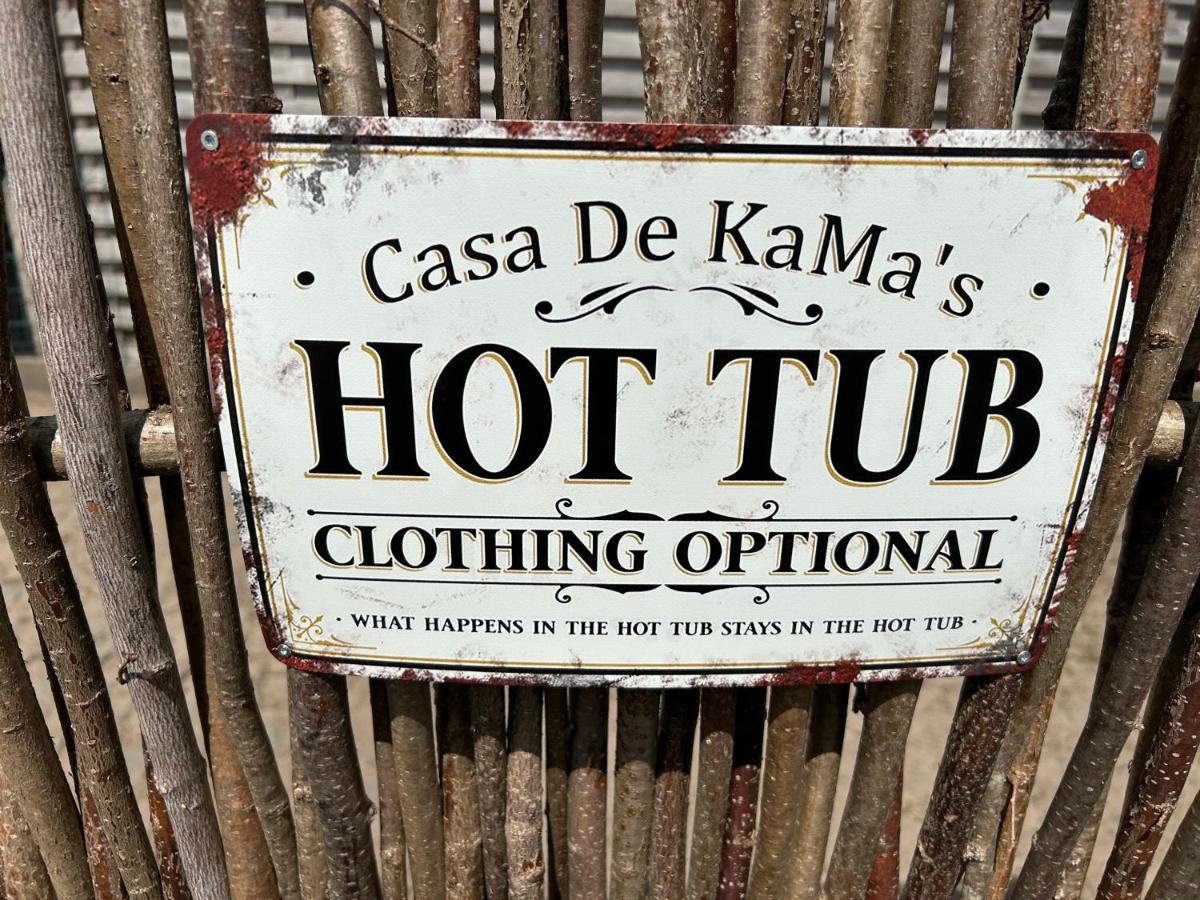 • Casa De KaMa's •
HOT TUB
CLOTHING OPTIONAL
• WHAT HAPPENS IN THE HOT TUB STAYS IN THE HOT TUB •